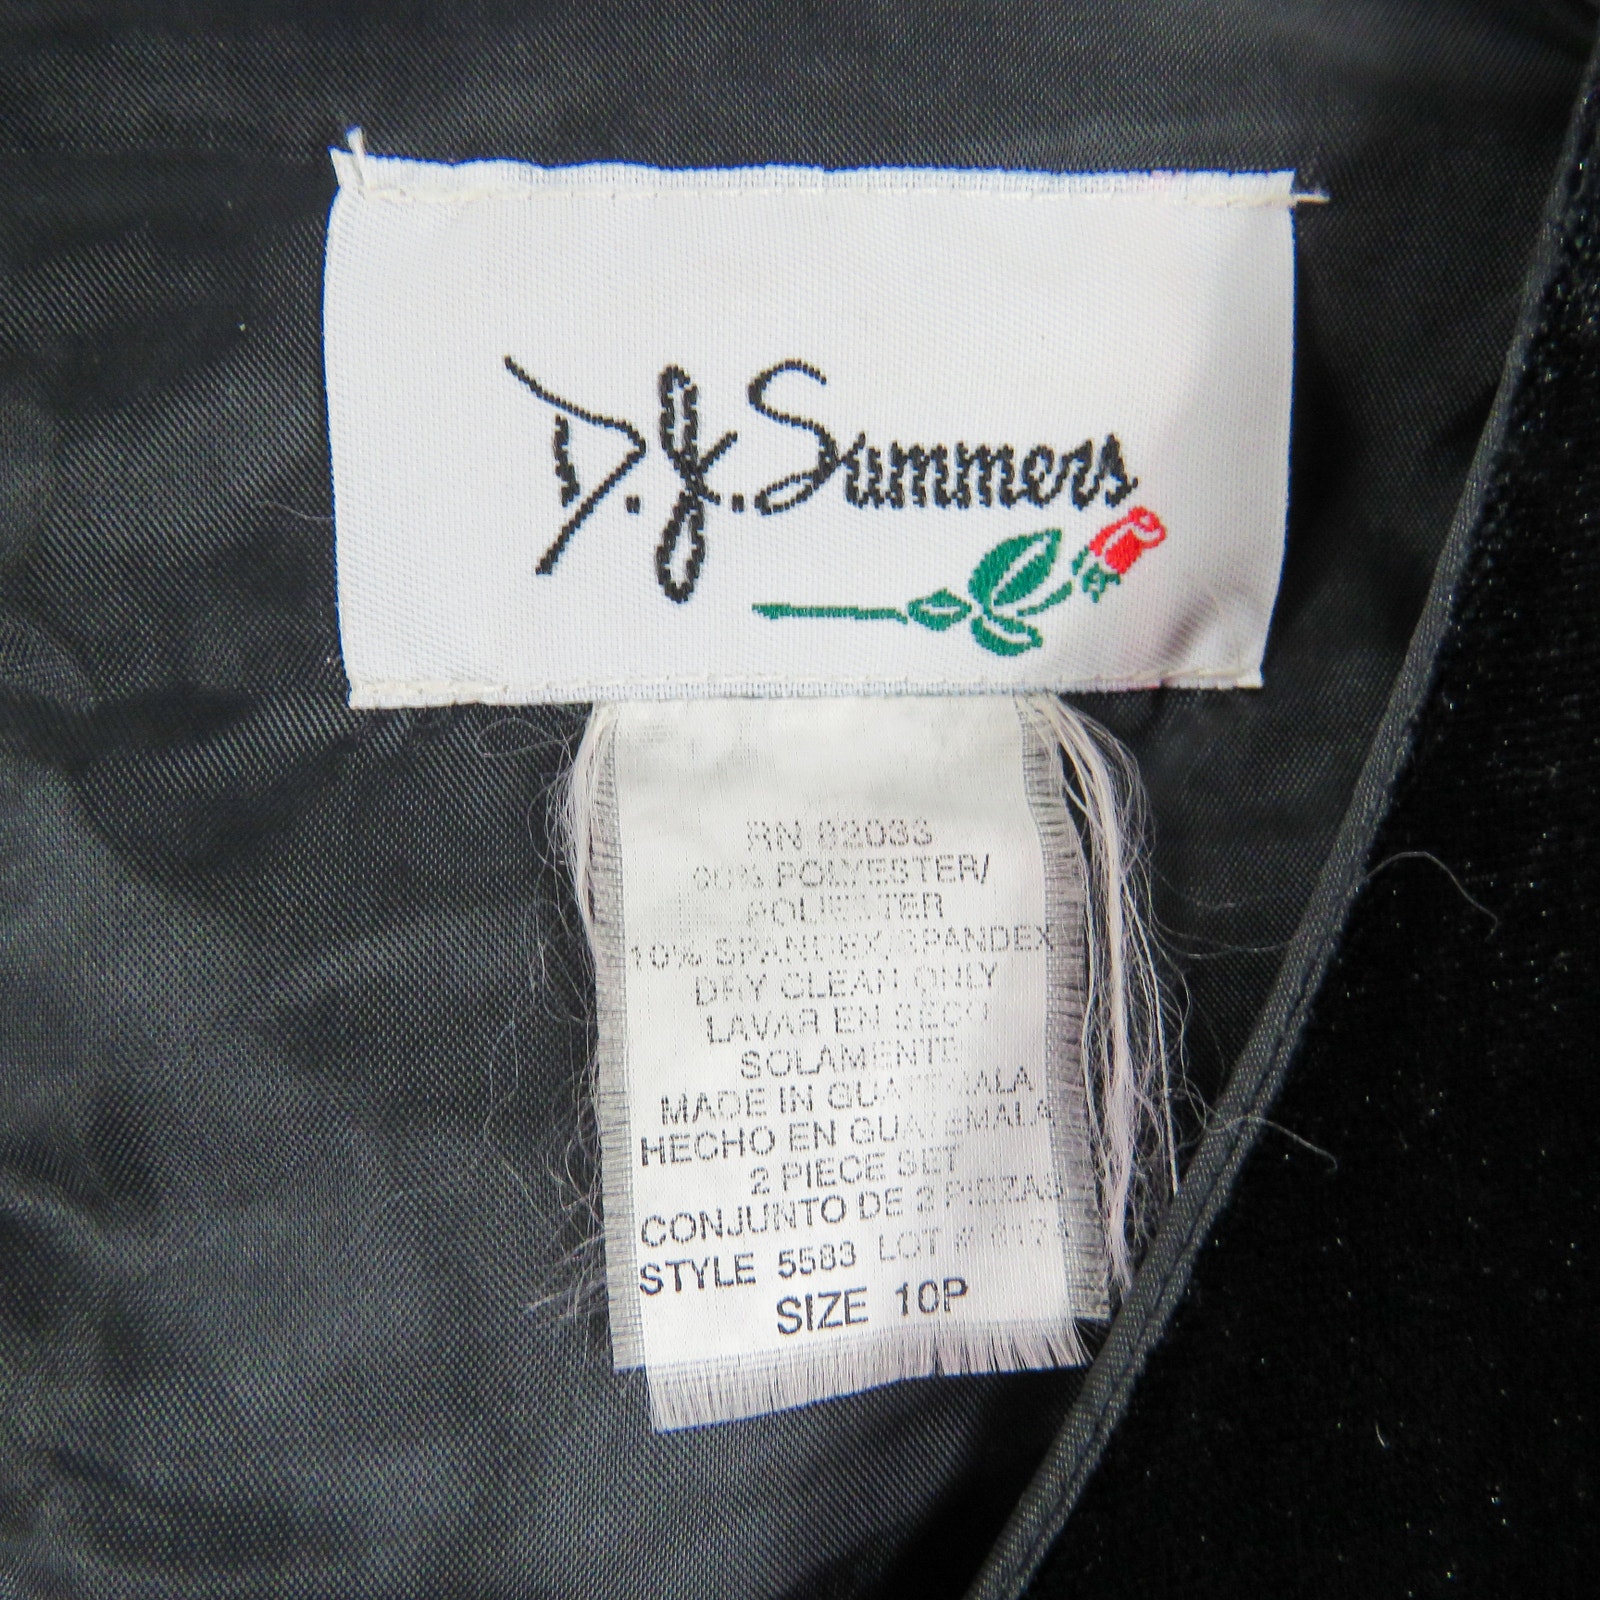 D.J. Summers
RN 82033
90% POLYESTER/
POLIESTER
10% SPANDEX/SPANDEX
DRY CLEAN ONLY
LAVAR EN SECO
SOLAMENTE
MADE IN GUATEMALA
HECHO EN GUATEMALA
2 PIECE SET
CONJUNTO DE 2 PIEZAS
STYLE 5583 LOT #
SIZE 10P